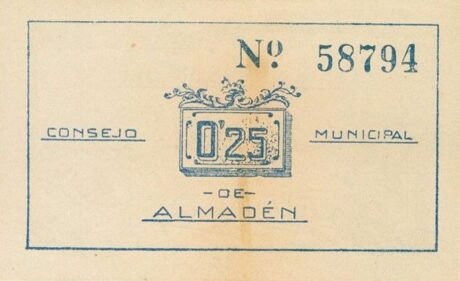 Nº 58794
CONSEJO 0'25 MUNICIPAL
-DE-
ALMADÉN